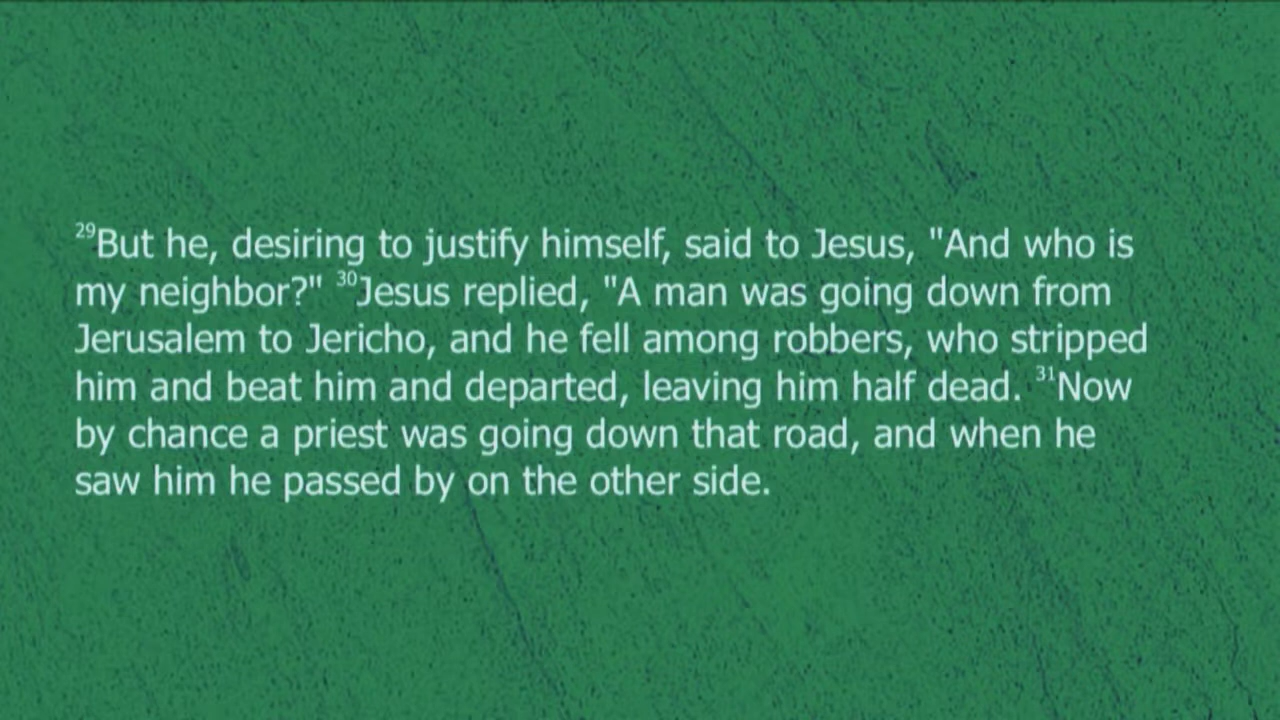 29But he, desiring to justify himself, said to Jesus, "And who is
my neighbor?" 30Jesus replied, "A man was going down from
Jerusalem to Jericho, and he fell among robbers, who stripped
him and beat him and departed, leaving him half dead. 31Now
by chance a priest was going down that road, and when he
saw him he passed by on the other side.